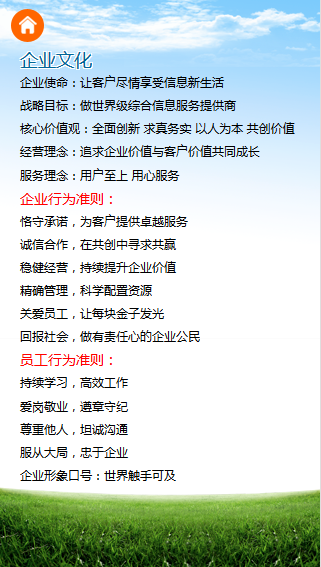 企业文化
企业使命：让客户尽情享受信息新生活
战略目标：做世界级综合信息服务提供商
核心价值观：全面创新 求真务实 以人为本 共创价值
经营理念：追求企业价值与客户价值共同成长
服务理念：用户至上 用心服务
企业行为准则：
恪守承诺，为客户提供卓越服务
诚信合作，在共创中寻求共赢
稳健经营，持续提升企业价值
精确管理，科学配置资源
关爱员工，让每块金子发光
回报社会，做有责任心的企业公民
员工行为准则：
持续学习，高效工作
爱岗敬业，遵章守纪
尊重他人，坦诚沟通
服从大局，忠于企业
企业形象口号：世界触手可及